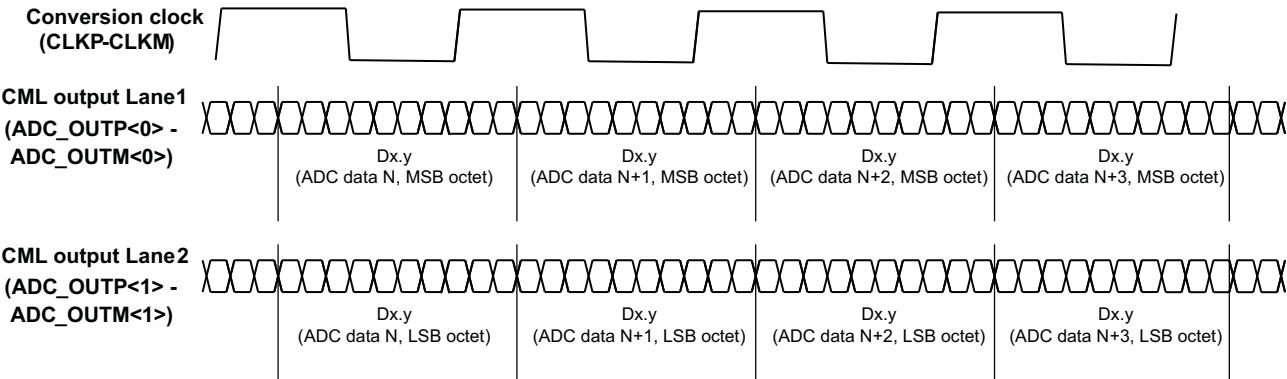 Conversion clock
(CLKP-CLKM)
CML output Lane1
(ADC_OUTP<0> -
ADC_OUTM<0>)
Dx.y
(ADC data N, MSB octet)
Dx.y
(ADC data N+1, MSB octet)
Dx.y
(ADC data N+2, MSB octet)
Dx.y
(ADC data N+3, MSB octet)
CML output Lane2
(ADC_OUTP<1> -
ADC_OUTM<1>)
Dx.y
(ADC data N, LSB octet)
Dx.y
(ADC data N+1, LSB octet)
Dx.y
(ADC data N+2, LSB octet)
Dx.y
(ADC data N+3, LSB octet)